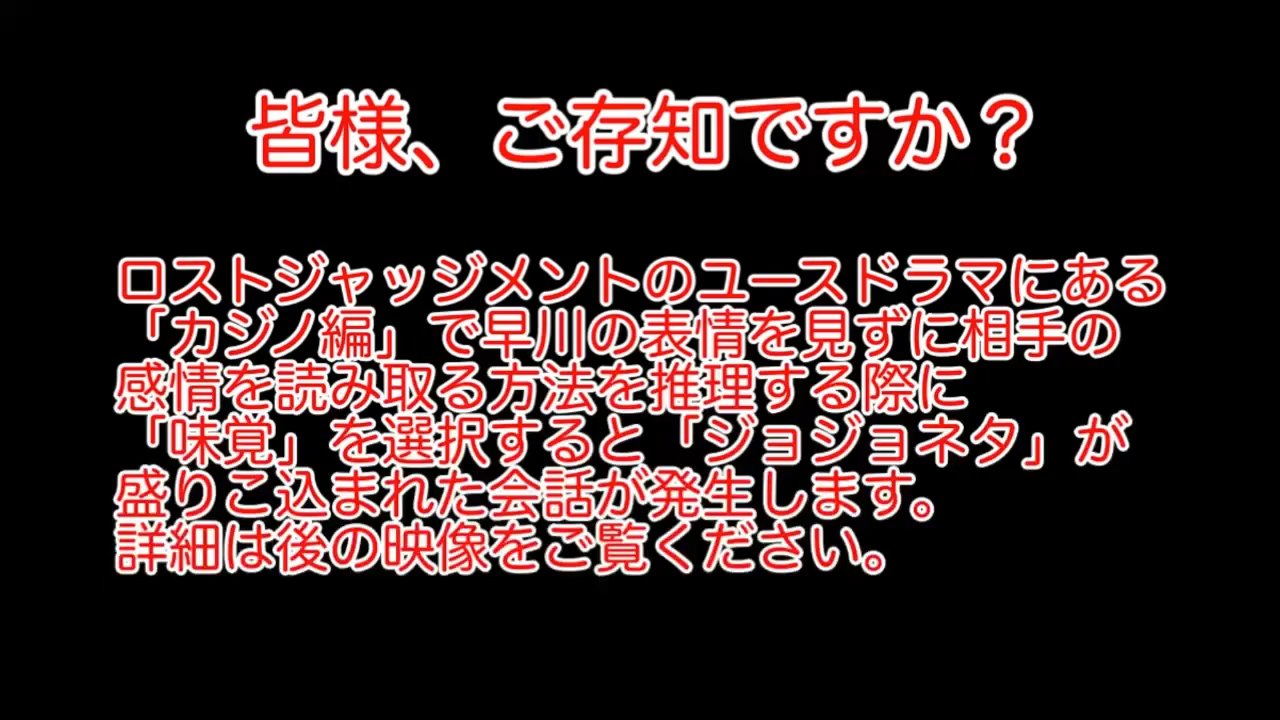 皆様、ご存知ですか？
ロストジャッジメントのユースドラマにある
「カジノ編」で早川の表情を見ずに相手の
感情を読み取る方法を推理する際に
「味覚」を選択すると「ジョジョネタ」が
盛りこ込まれた会話が発生します。
詳細は後の映像をご覧ください。